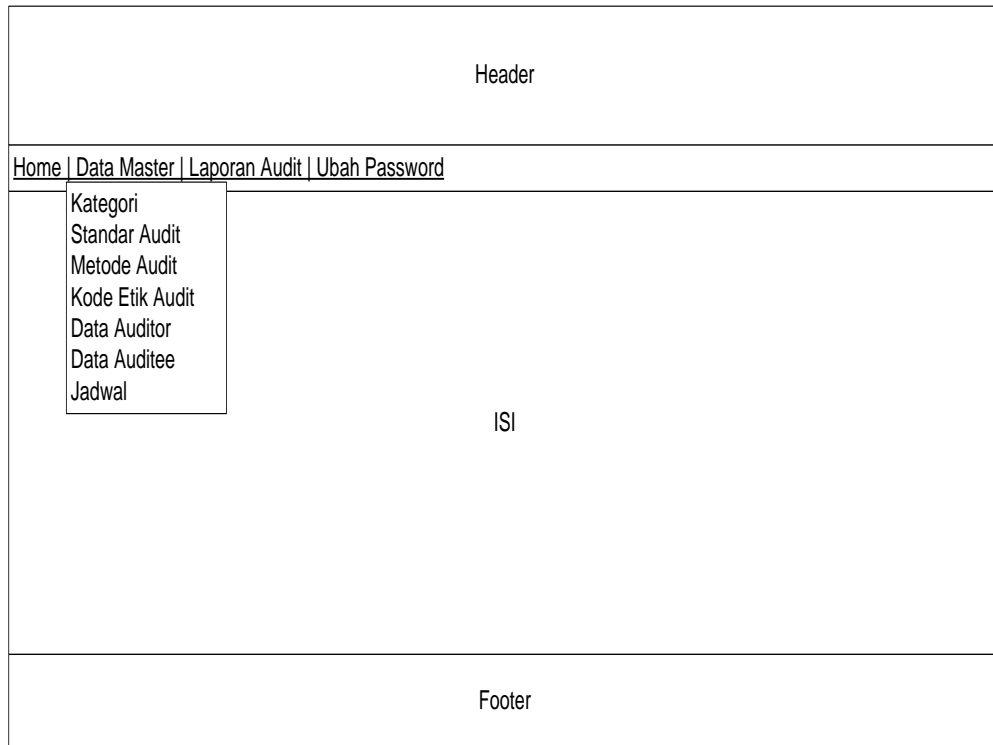 Header
Home | Data Master | Laporan Audit | Ubah Password
Kategori
Standar Audit
Metode Audit
Kode Etik Audit
Data Auditor
Data Auditee
Jadwal
ISI
Footer